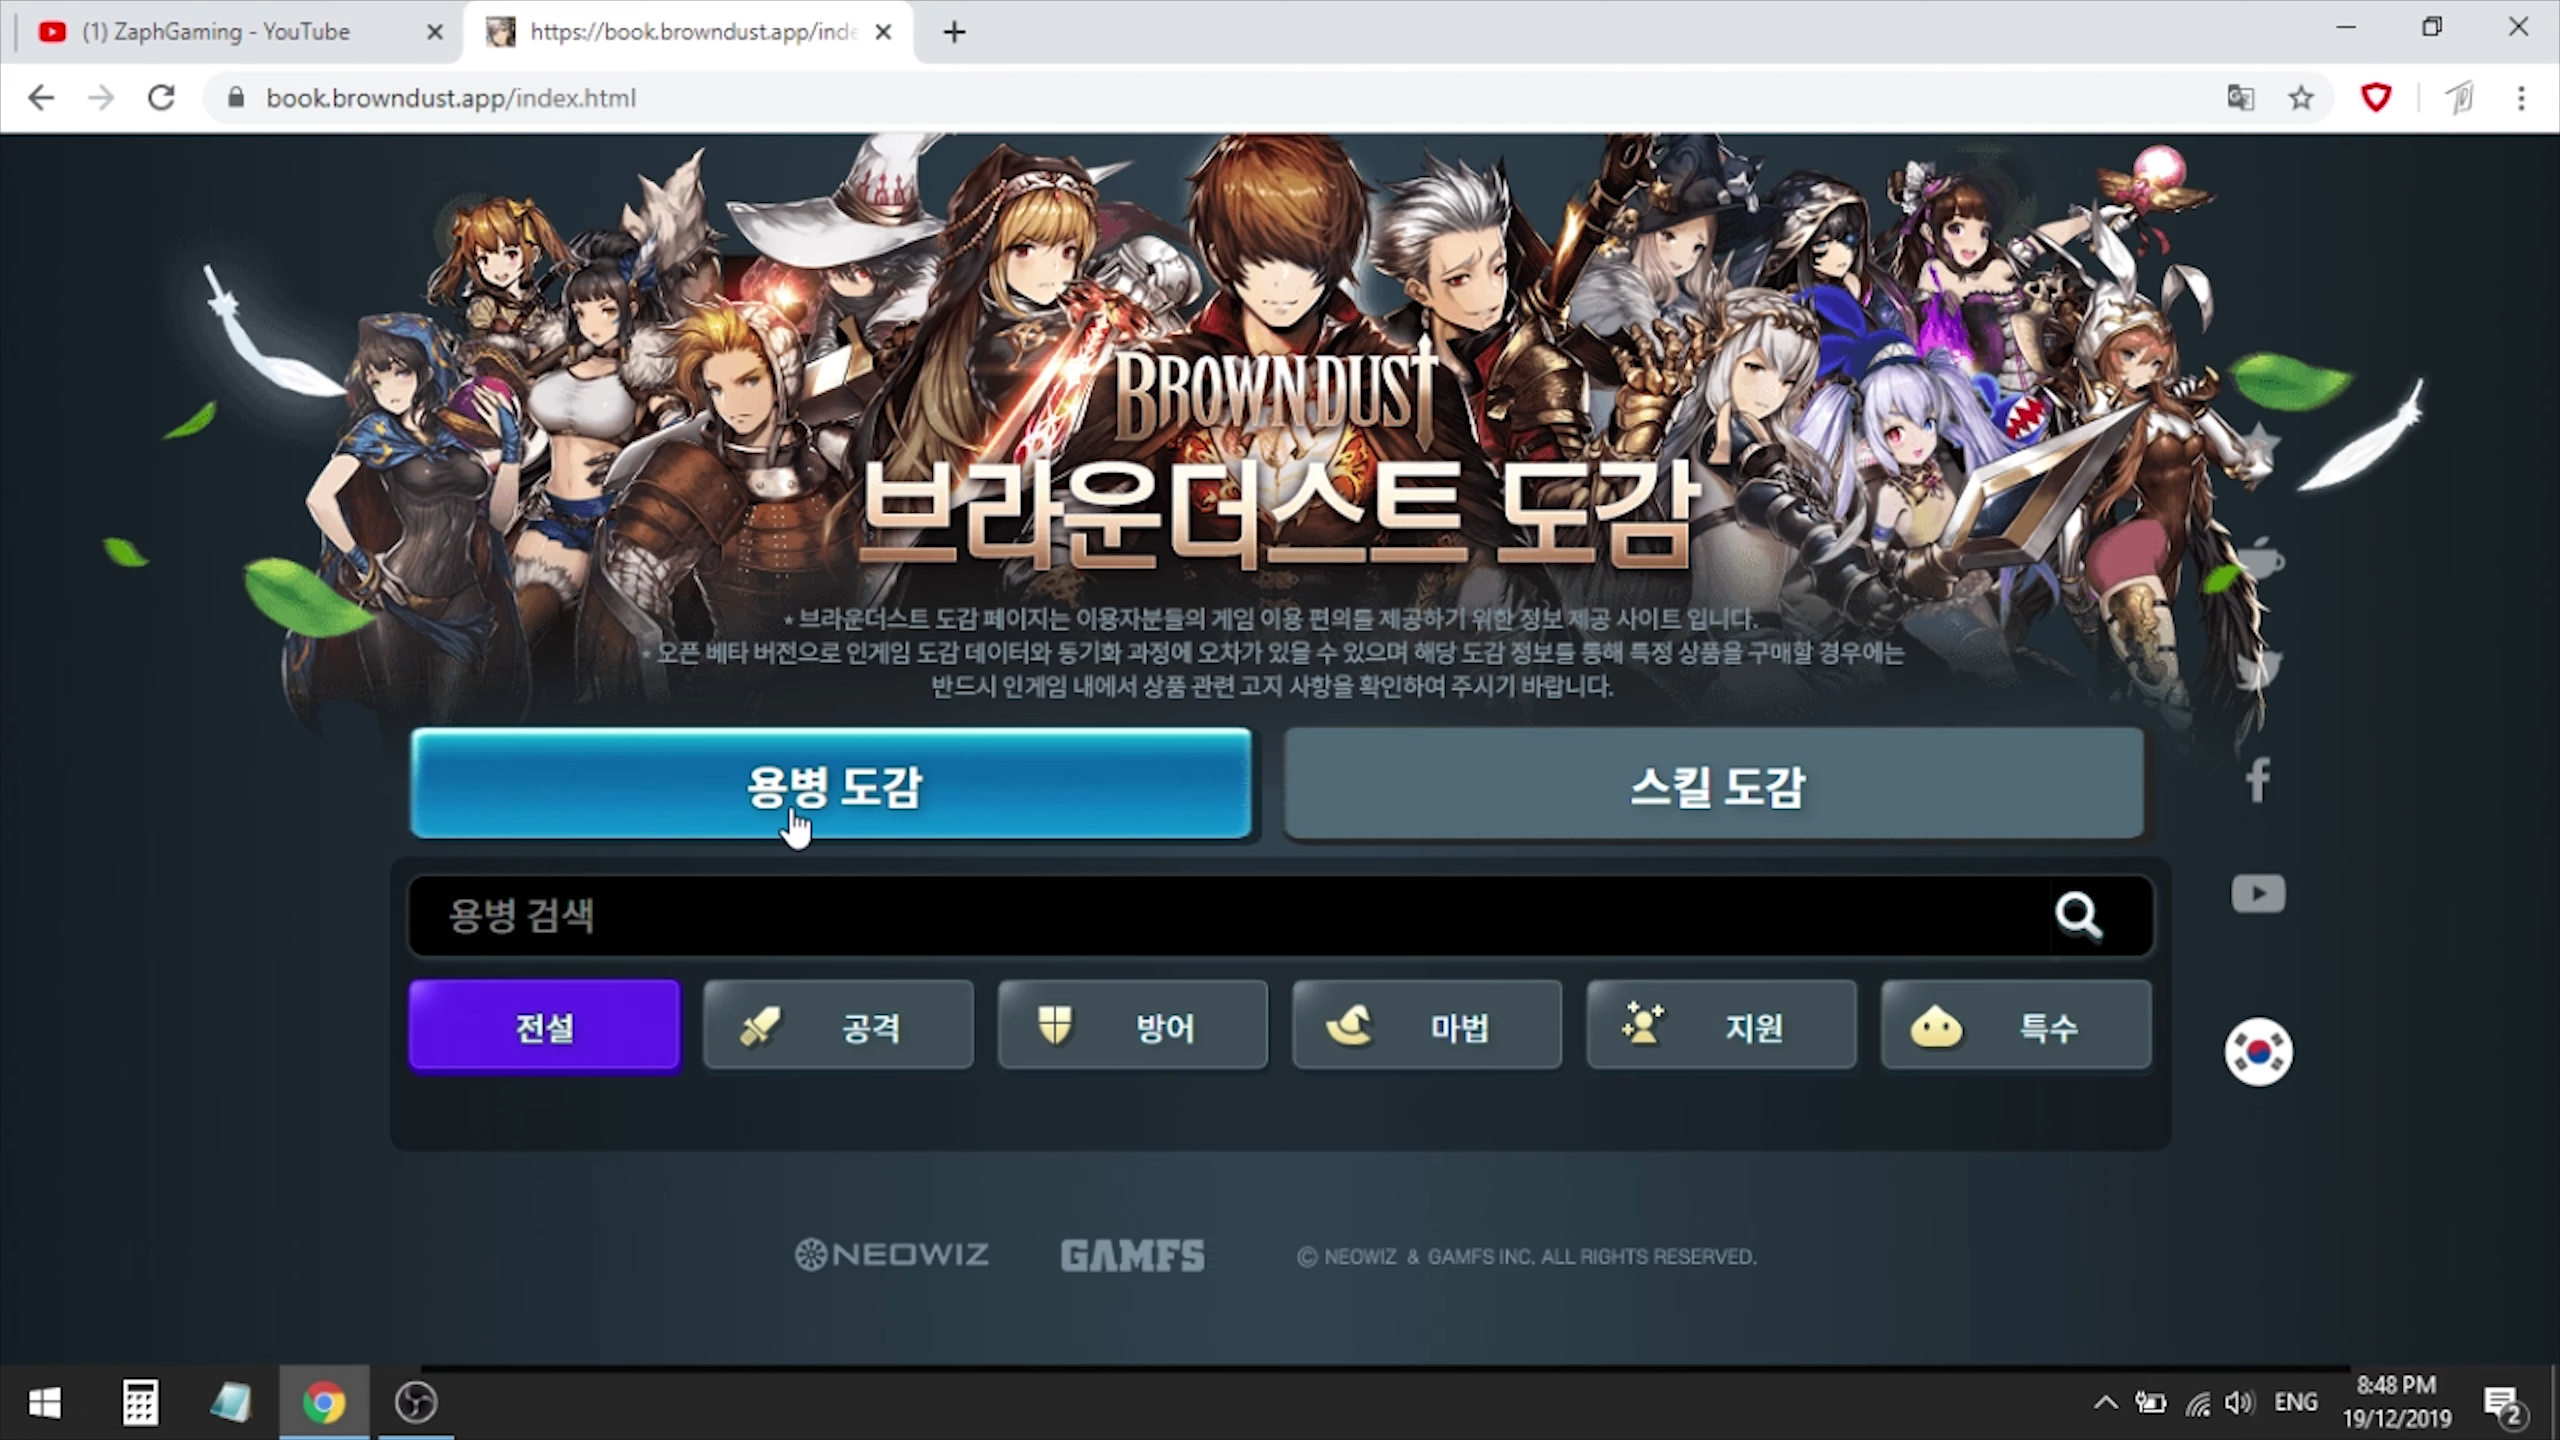 (1) ZaphGaming - YouTube
https://book.browndust.app/inde
book.browndust.app/index.html
BROWN DUST
브라운더스트 도감
* 브라운더스트 도감 페이지는 이용자분들의 게임 이용 편의를 제공하기 위한 정보 제공 사이트 입니다.
* 오픈 베타 버전으로 인게임 도감 데이터와 동기화 과정에 오차가 있을 수 있으며 해당 도감 정보를 통해 특정 상품을 구매할 경우에는
반드시 인게임 내에서 상품 관련 고지 사항을 확인하여 주시기 바랍니다.
용병 도감
스킬 도감
용병 검색
전설
공격
방어
마법
지원
특수
NEOWIZ
GAMFS
© NEOWIZ & GAMFS INC. ALL RIGHTS RESERVED.
ENG
8:48 PM
19/12/2019
2